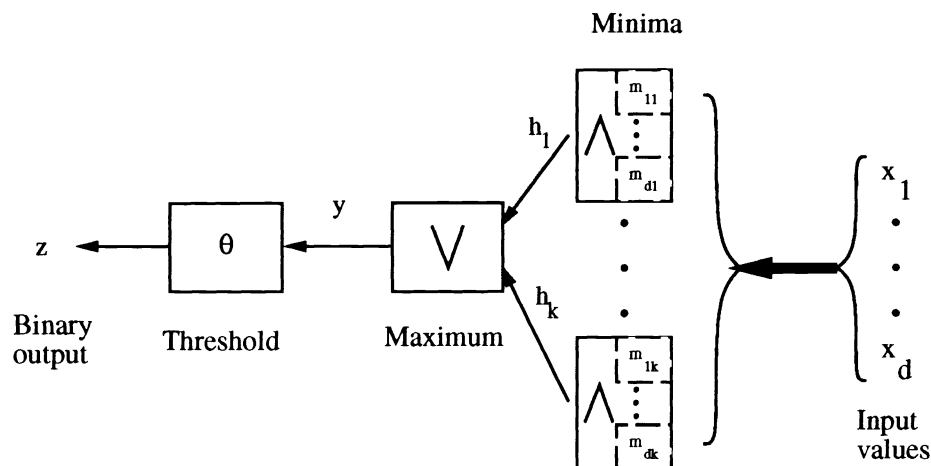 Minima
m11
h1
md1
x1
y
z
θ
V
hk
Binary output
Threshold
Maximum
m1k
xd
mdk
Input values